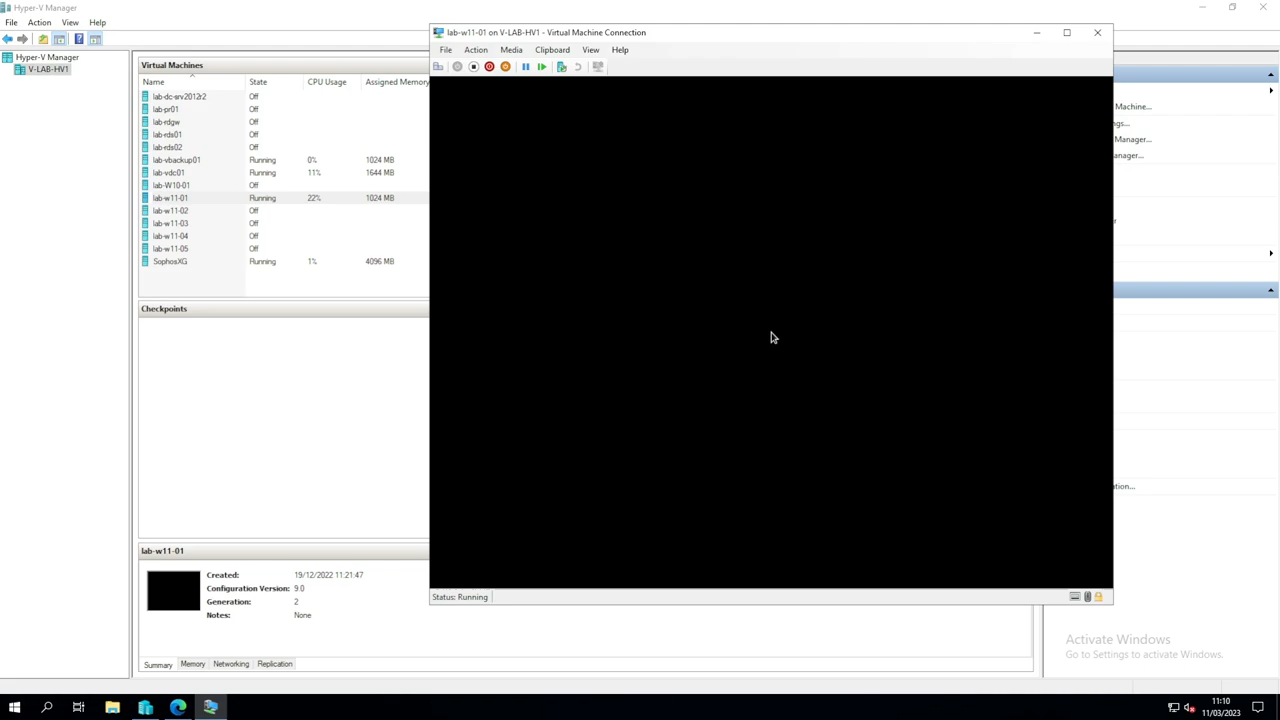 Hyper-V Manager
File Action View Help
Hyper-V Manager
V-LAB-HV1
Virtual Machines
Name State CPU Usage Assigned Memory
lab-dc-srv2012r2 Off
lab-pr01 Off
lab-rdgw Off
lab-rds01 Off
lab-rds02 Off
lab-vbackup01 Running 0% 1024 MB
lab-vdc01 Running 11% 1644 MB
lab-W10-01 Off
lab-w11-01 Running 22% 1024 MB
lab-w11-02 Off
lab-w11-03 Off
lab-w11-04 Off
lab-w11-05 Off
SophosXG Running 1% 4096 MB
Checkpoints
lab-w11-01
Created: 19/12/2022 11:21:47
Configuration Version: 9.0
Generation: 2
Notes: None
Summary Memory Networking Replication
lab-w11-01 on V-LAB-HV1 - Virtual Machine Connection
File Action Media Clipboard View Help
Status: Running
Machine...
ngs...
Manager...
anager...
r
ation...
Activate Windows
Go to Settings to activate Windows.
11:10
11/03/2023